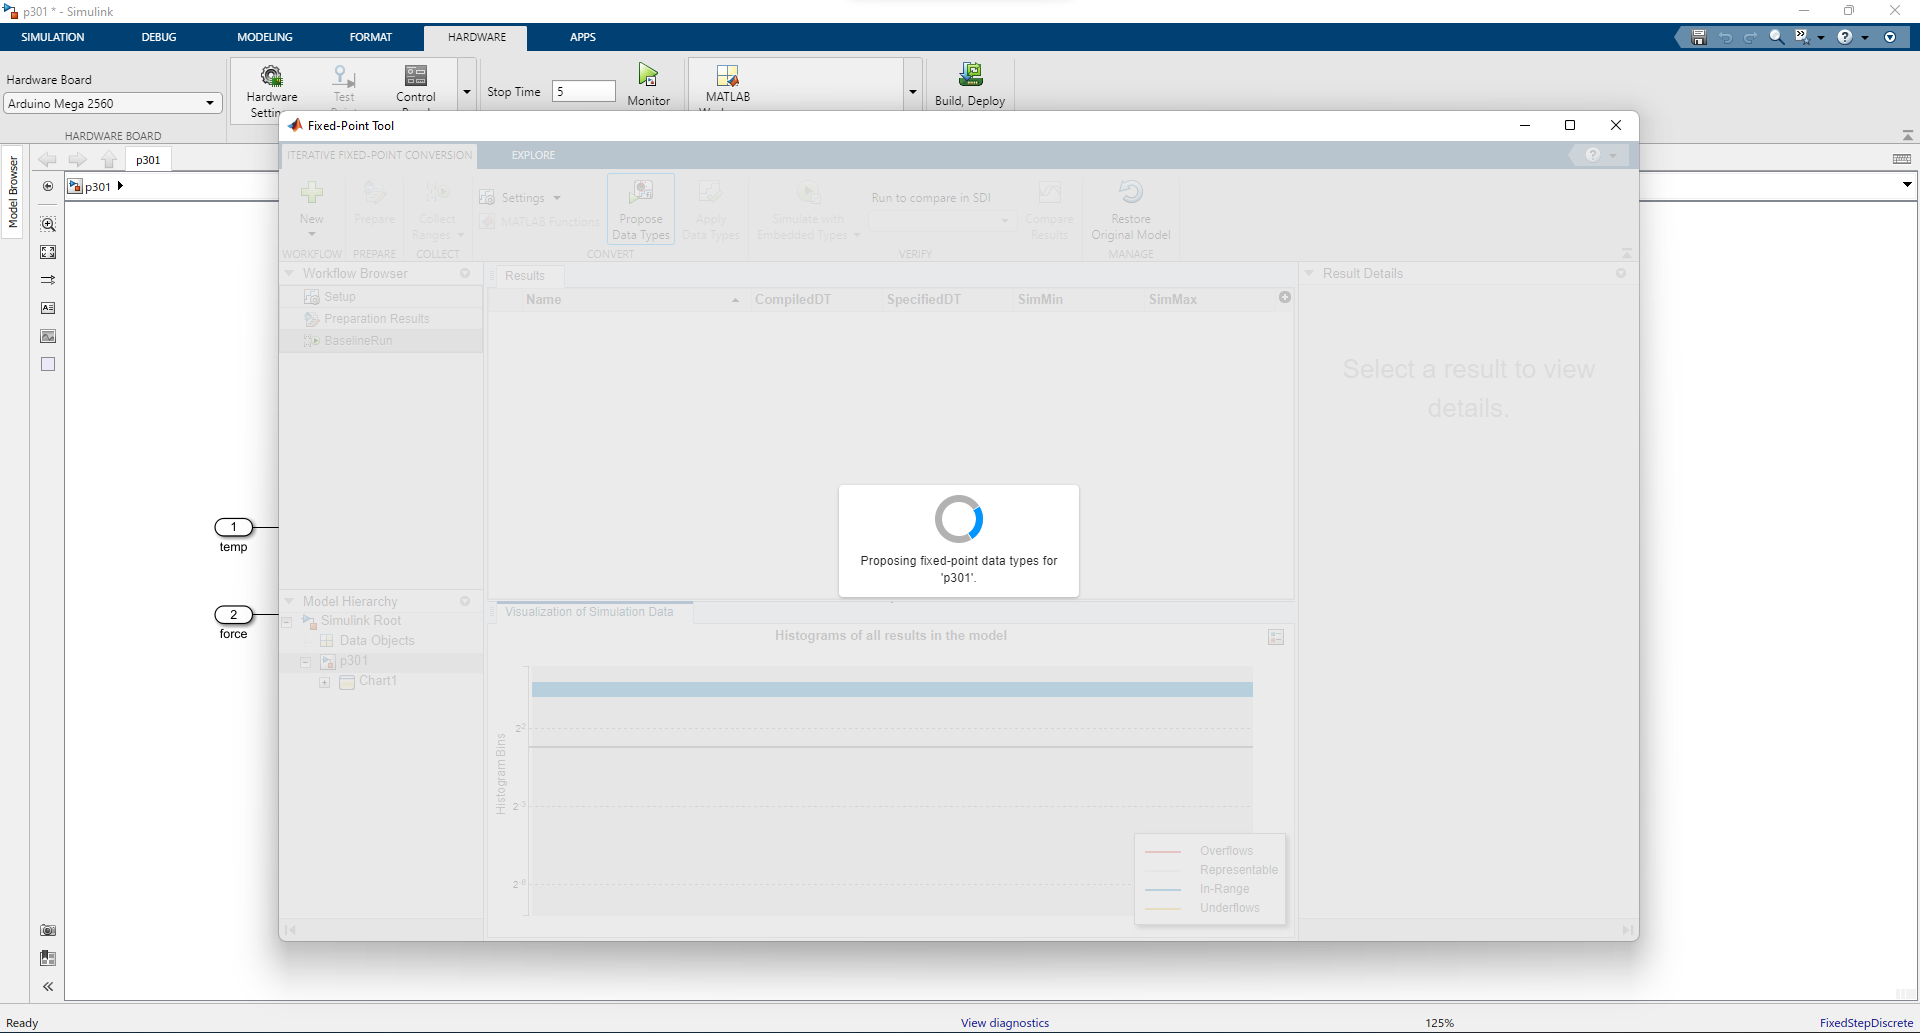 p301 * - Simulink
SIMULATION DEBUG MODELING FORMAT HARDWARE APPS
Hardware Board
Arduino Mega 2560
HARDWARE BOARD
Hardware
Test
Control
Stop Time 5
Monitor
MATLAB
Build, Deploy
Fixed-Point Tool
ITERATIVE FIXED-POINT CONVERSION EXPLORE
New
Prepare
Collect
Ranges
Settings
MATLAB Functions
Propose
Data Types
Apply
Data Types
Simulate with
Embedded Types
Run to compare in SDI
Compare
Results
Restore
Original Model
WORKFLOW PREPARE COLLECT CONVERT VERIFY MANAGE
Model Browser
p301
p301
Workflow Browser
Setup
Preparation Results
BaselineRun
Results
Name CompiledDT SpecifiedDT SimMin SimMax
Result Details
Select a result to view
details.
1
temp
2
force
Proposing fixed-point data types for
'p301'.
Model Hierarchy
Simulink Root
Data Objects
p301
Chart1
Visualization of Simulation Data
Histograms of all results in the model
Histogram Bins
2^2
2^-3
2^-8
Overflows
Representable
In-Range
Underflows
Ready View diagnostics 125% FixedStepDiscrete